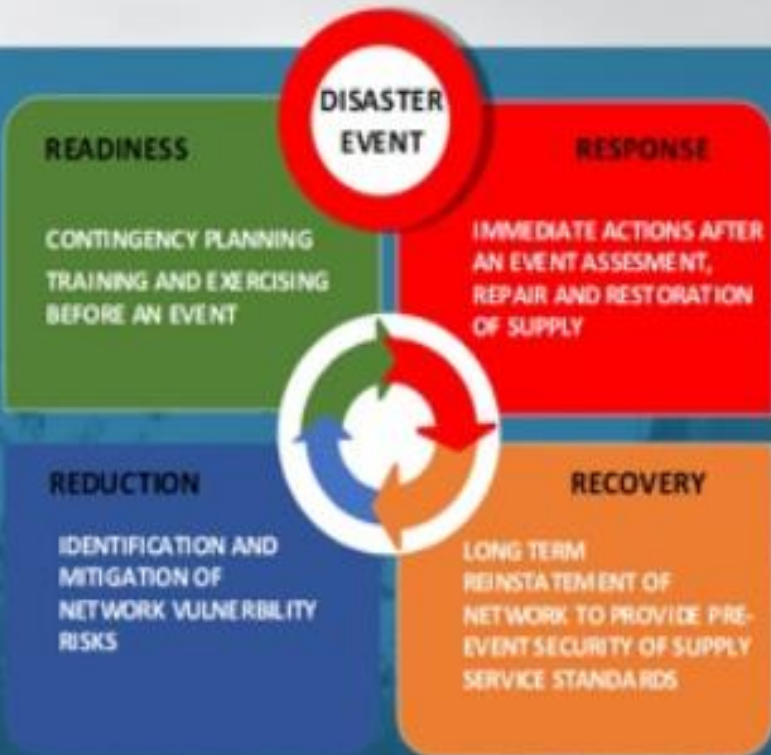 DISASTER
EVENT
READINESS
CONTINGENCY PLANNING
TRAINING AND EXERCISING
BEFORE AN EVENT
RESPONSE
IMMEDIATE ACTIONS AFTER
AN EVENT ASSESMENT,
REPAIR AND RESTORATION
OF SUPPLY
REDUCTION
IDENTIFICATION AND
MITIGATION OF
NETWORK VULNERBILITY
RISKS
RECOVERY
LONG TERM
REINSTATEMENT OF
NETWORK TO PROVIDE PRE-
EVENT SECURITY OF SUPPLY
SERVICE STANDARDS